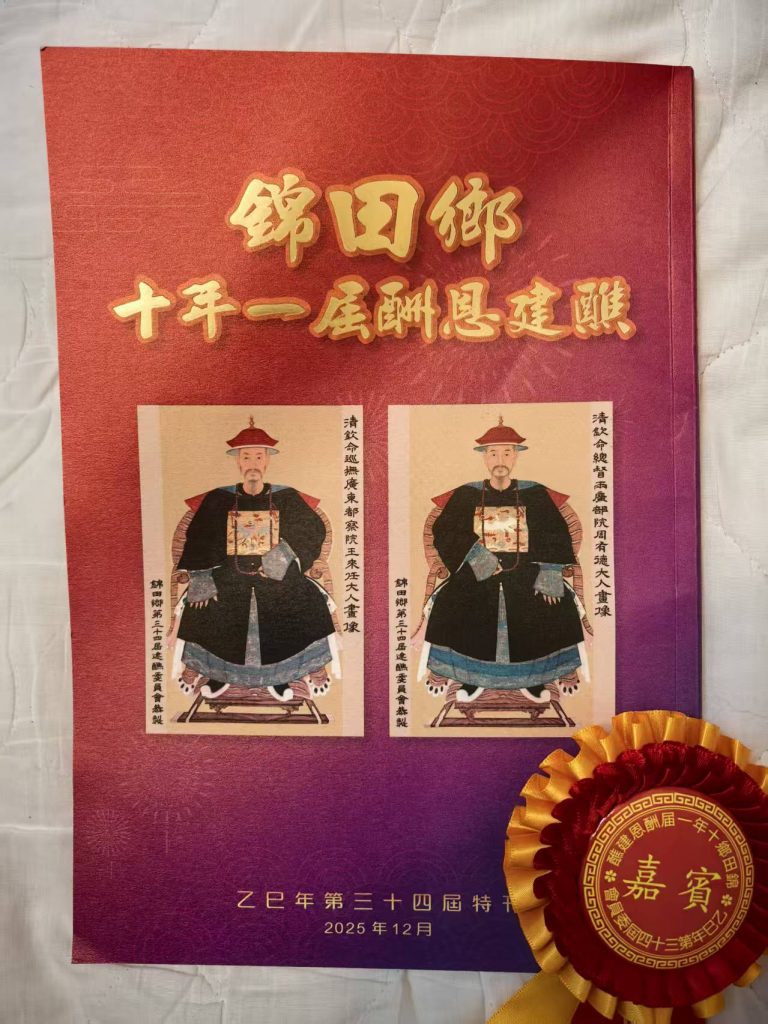 錦田鄉
十年一屆酬恩建醮
清欽命巡撫廣東都察院王來任大人畫像
錦田鄉第三十四屆建醮委員會恭製
清欽命總督兩廣部院周有德大人畫像
錦田鄉第三十四屆建醮委員會恭製
乙巳年第三十四屆特刊
2025年12月
錦田鄉十年一屆酬恩建醮
嘉賓
乙巳年第三十四屆委員會